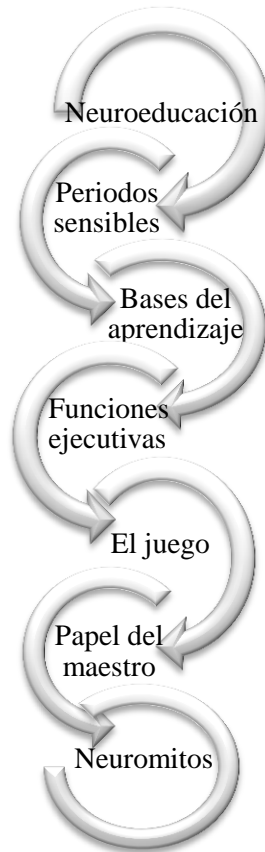 Neuroeducación
Periodos
sensibles
Bases del
aprendizaje
Funciones
ejecutivas
El juego
Papel del
maestro
Neuromitos